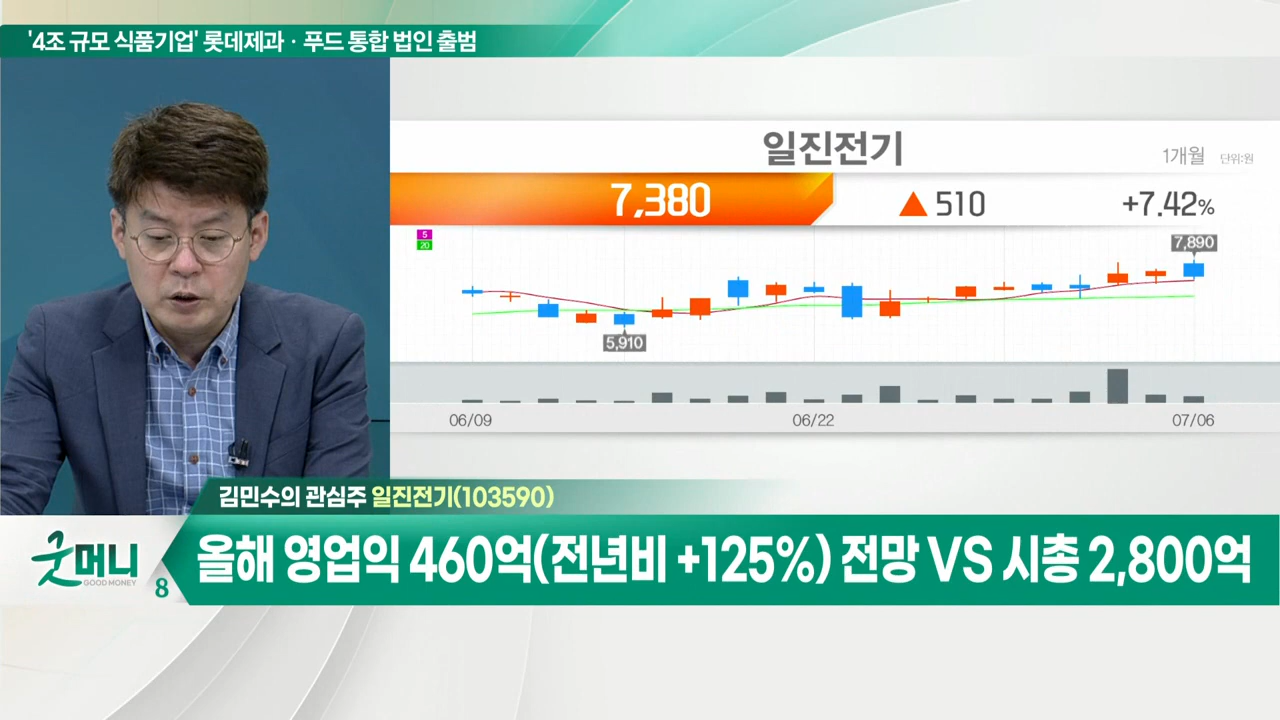 '4조 규모 식품기업' 롯데제과 · 푸드 통합 법인 출범
일진전기
1개월 단위:원
7,380 ▲ 510 +7.42%
5
20
7,890
5,910
06/09 06/22 07/06
김민수의 관심주 일진전기(103590)
굿머니
GOOD MONEY
8
올해 영업익 460억(전년비 +125%) 전망 VS 시총 2,800억